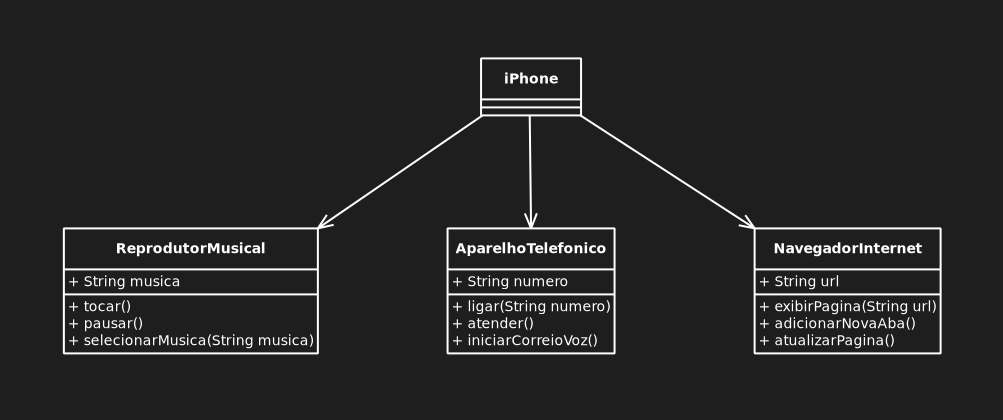 iPhone
ReprodutorMusical
+ String musica
+ tocar()
+ pausar()
+ selecionarMusica(String musica)
AparelhoTelefonico
+ String numero
+ ligar(String numero)
+ atender()
+ iniciarCorreioVoz()
NavegadorInternet
+ String url
+ exibirPagina(String url)
+ adicionarNovaAba()
+ atualizarPagina()